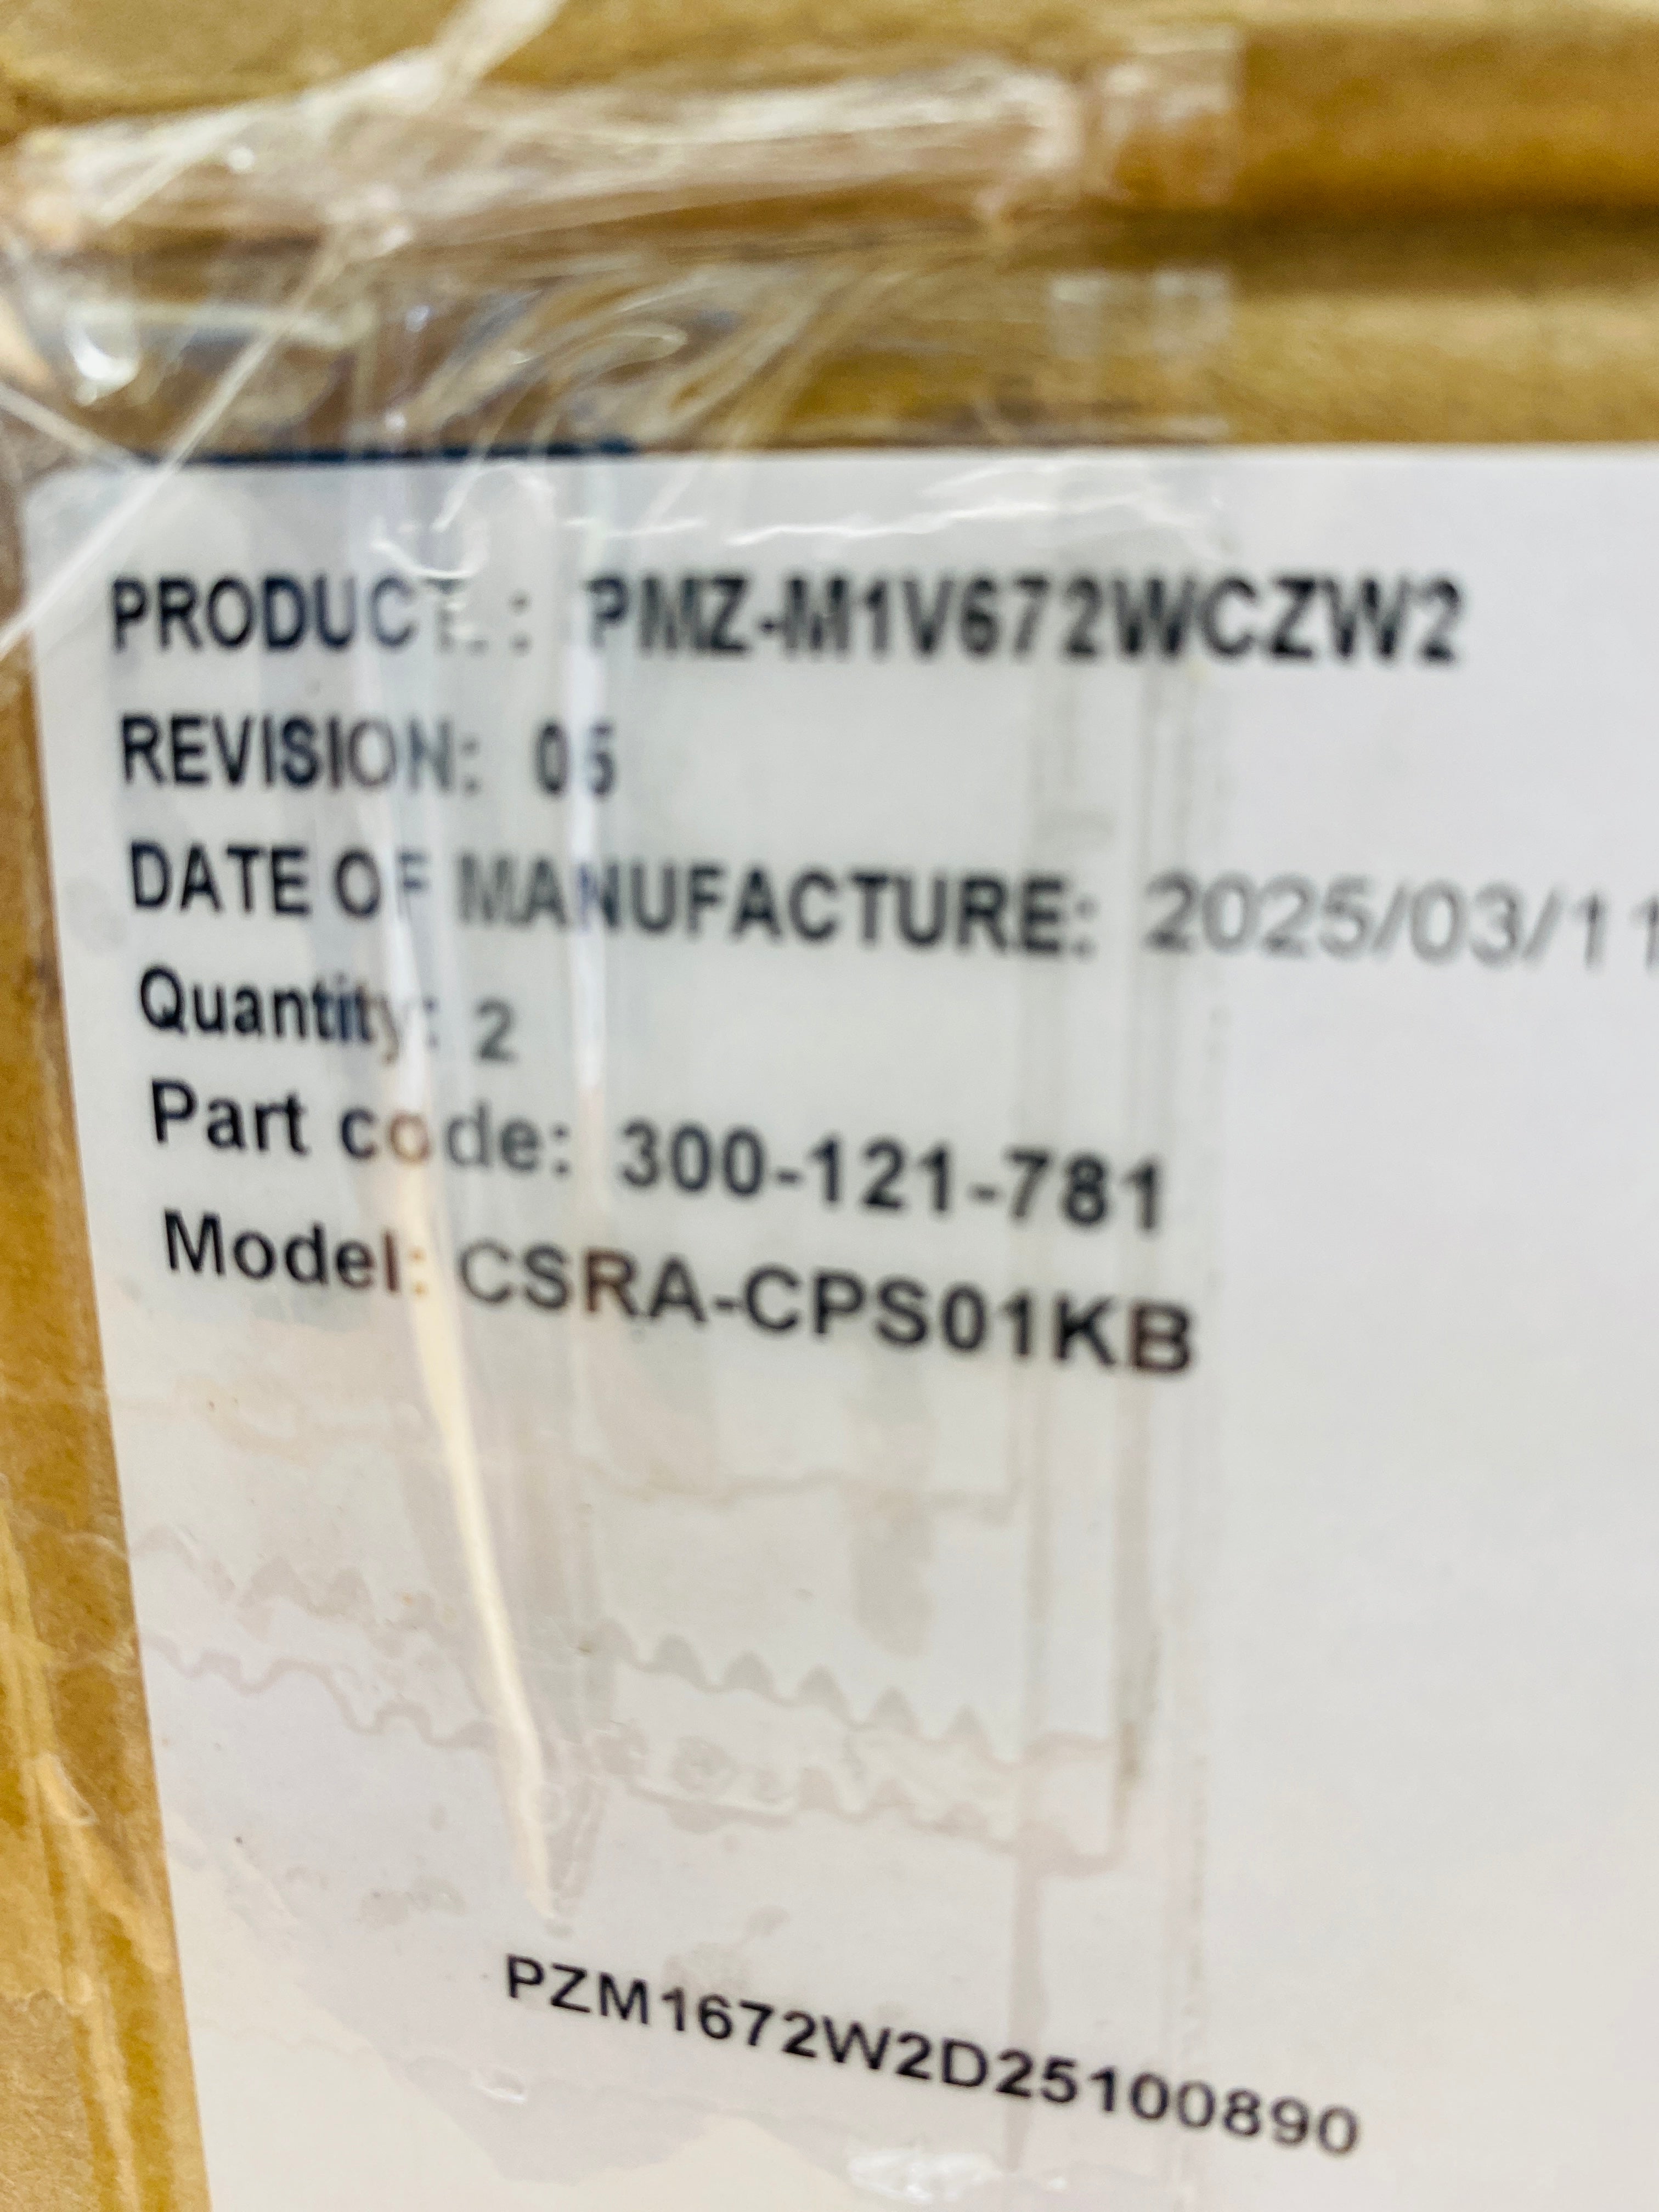 PRODUCT.: PMZ-M1V672WCZW2
REVISION: 05
DATE OF MANUFACTURE: 2025/03/11
Quantity: 2
Part code: 300-121-781
Model: CSRA-CPS01KB
PZM1672W2D25100890